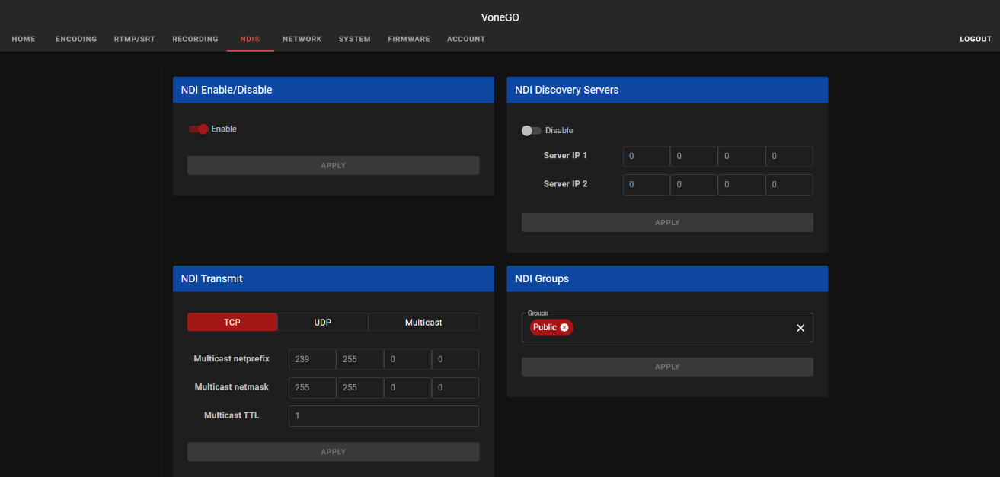 VoneGO
HOME ENCODING RTMP/SRT RECORDING NDI® NETWORK SYSTEM FIRMWARE ACCOUNT LOGOUT
NDI Enable/Disable
Enable
APPLY
NDI Discovery Servers
Disable
Server IP 1 0 0 0 0
Server IP 2 0 0 0 0
APPLY
NDI Transmit
TCP UDP Multicast
Multicast netprefix 239 255 0 0
Multicast netmask 255 255 0 0
Multicast TTL 1
APPLY
NDI Groups
Groups
Public
APPLY